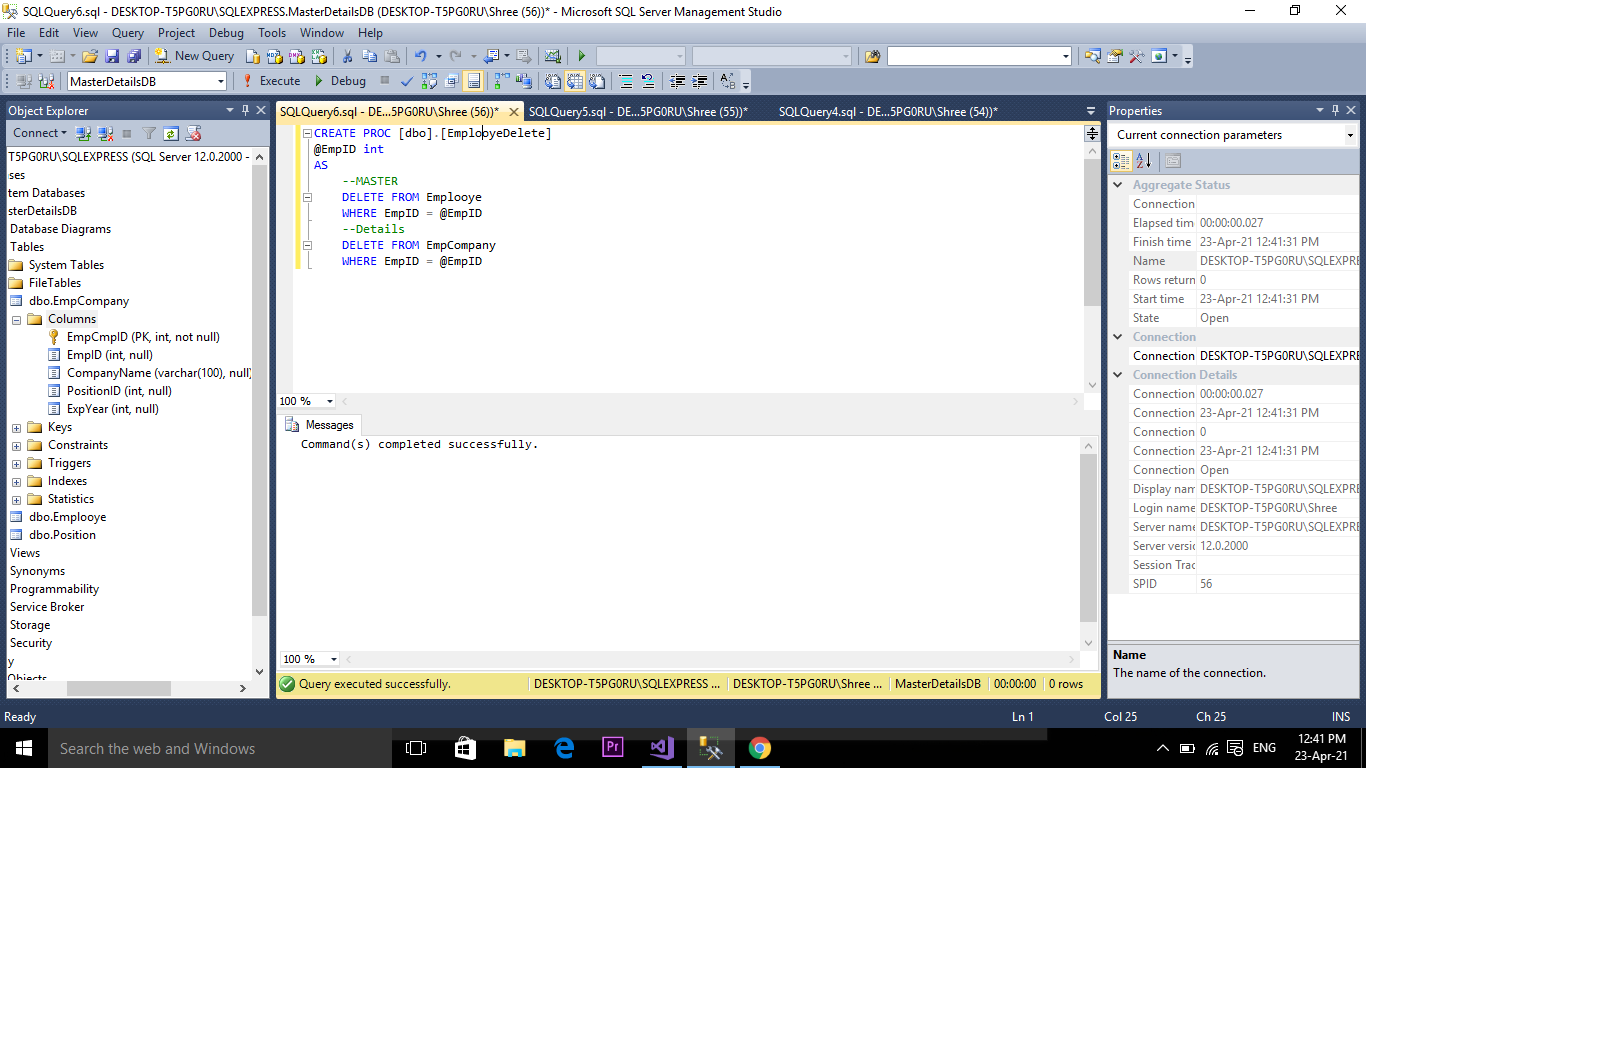 SQLQuery6.sql - DESKTOP-T5PG0RU\SQLEXPRESS.MasterDetailsDB (DESKTOP-T5PG0RU\Shree (56))* - Microsoft SQL Server Management Studio
File Edit View Query Project Debug Tools Window Help
New Query
MasterDetailsDB Execute Debug
Object Explorer
Connect
T5PG0RU\SQLEXPRESS (SQL Server 12.0.2000 -
ses
tem Databases
sterDetailsDB
Database Diagrams
Tables
System Tables
FileTables
dbo.EmpCompany
Columns
EmpCmpID (PK, int, not null)
EmpID (int, null)
CompanyName (varchar(100), null)
PositionID (int, null)
ExpYear (int, null)
Keys
Constraints
Triggers
Indexes
Statistics
dbo.Emplooye
dbo.Position
Views
Synonyms
Programmability
Service Broker
Storage
Security
y
Objects
SQLQuery6.sql - DE...5PG0RU\Shree (56))* SQLQuery5.sql - DE...5PG0RU\Shree (55))* SQLQuery4.sql - DE...5PG0RU\Shree (54))*
CREATE PROC [dbo].[EmplooyeDelete]
@EmpID int
AS
--MASTER
DELETE FROM Emplooye
WHERE EmpID = @EmpID
--Details
DELETE FROM EmpCompany
WHERE EmpID = @EmpID
100 %
Messages
Command(s) completed successfully.
100 %
Query executed successfully. DESKTOP-T5PG0RU\SQLEXPRESS ... DESKTOP-T5PG0RU\Shree ... MasterDetailsDB 00:00:00 0 rows
Properties
Current connection parameters
Aggregate Status
Connection
Elapsed tim 00:00:00.027
Finish time 23-Apr-21 12:41:31 PM
Name DESKTOP-T5PG0RU\SQLEXPRE
Rows return 0
Start time 23-Apr-21 12:41:31 PM
State Open
Connection
Connection DESKTOP-T5PG0RU\SQLEXPRE
Connection Details
Connection 00:00:00.027
Connection 23-Apr-21 12:41:31 PM
Connection 0
Connection 23-Apr-21 12:41:31 PM
Connection Open
Display nam DESKTOP-T5PG0RU\SQLEXPRE
Login name DESKTOP-T5PG0RU\Shree
Server name DESKTOP-T5PG0RU\SQLEXPRE
Server versic 12.0.2000
Session Trac
SPID 56
Name
The name of the connection.
Ready Ln 1 Col 25 Ch 25 INS
Search the web and Windows Pr ENG
12:41 PM
23-Apr-21